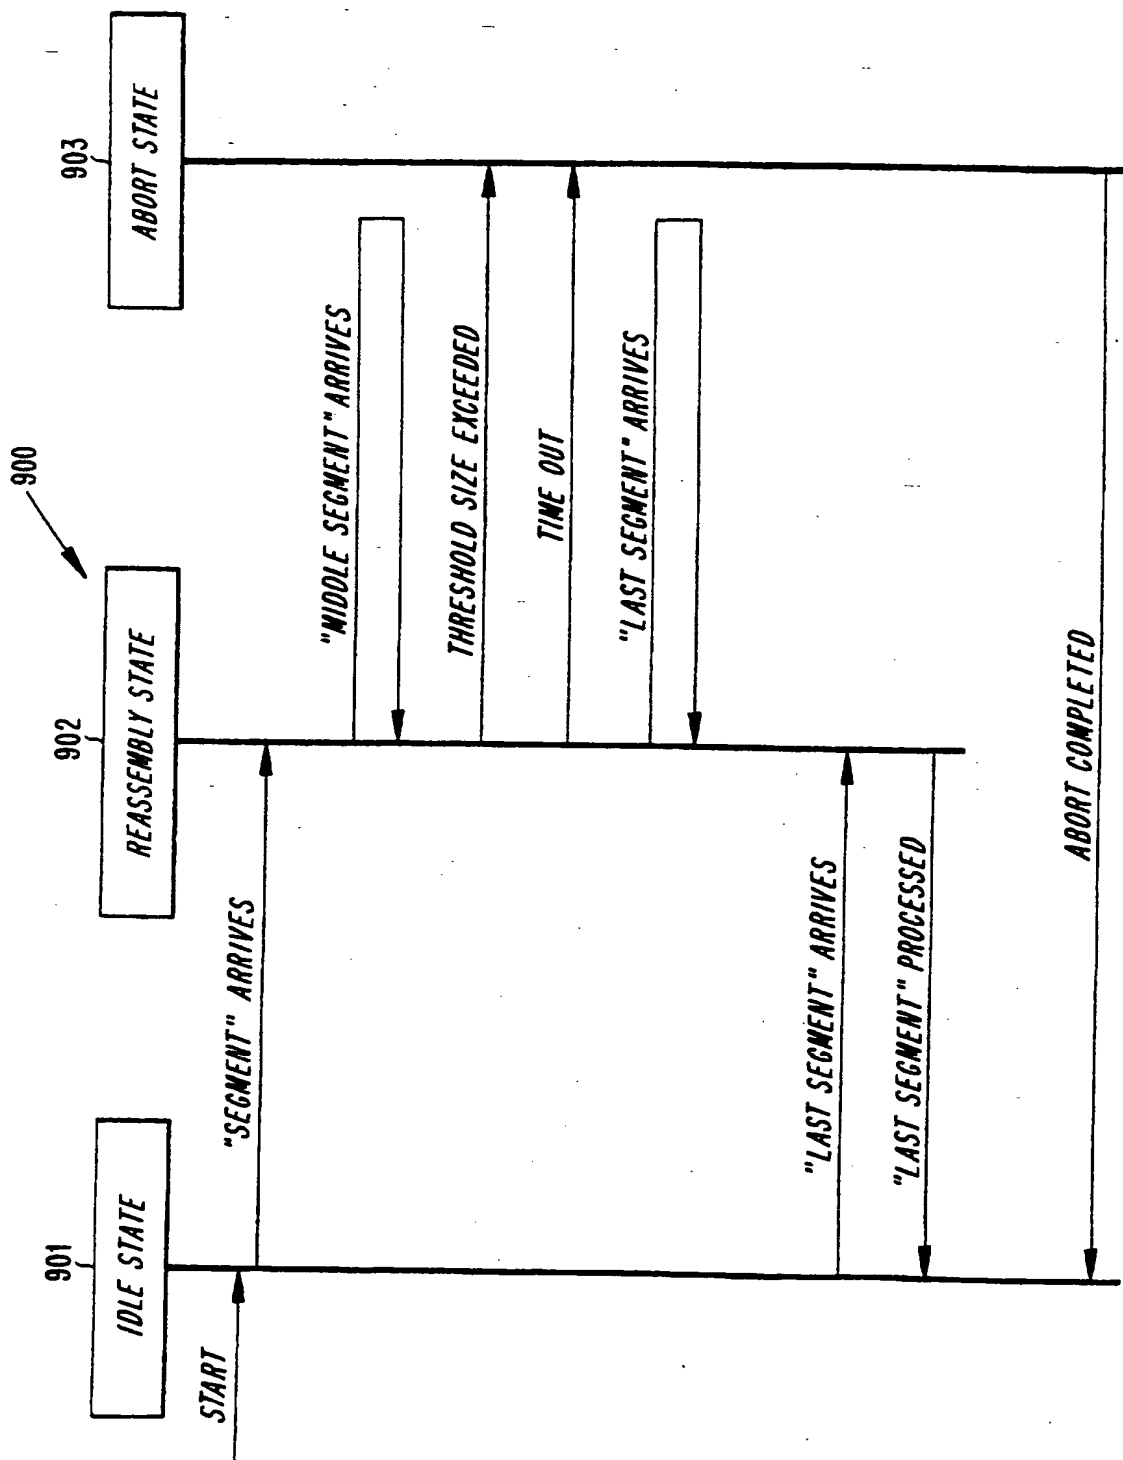 900
901
IDLE STATE
902
REASSEMBLY STATE
903
ABORT STATE
START
"SEGMENT" ARRIVES
"MIDDLE SEGMENT" ARRIVES
THRESHOLD SIZE EXCEEDED
TIME OUT
"LAST SEGMENT" ARRIVES
"LAST SEGMENT" ARRIVES
"LAST SEGMENT" PROCESSED
ABORT COMPLETED